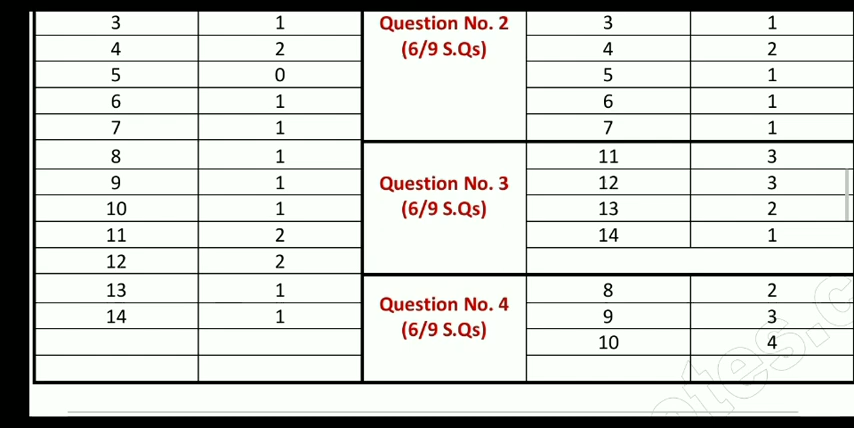 3 1 Question No. 2 3 1
4 2 (6/9 S.Qs) 4 2
5 0 5 1
6 1 6 1
7 1 7 1
8 1 11 3
9 1 Question No. 3 12 3
10 1 (6/9 S.Qs) 13 2
11 2 14 1
12 2
13 1 Question No. 4 8 2
14 1 (6/9 S.Qs) 9 3
10 4
otes.c